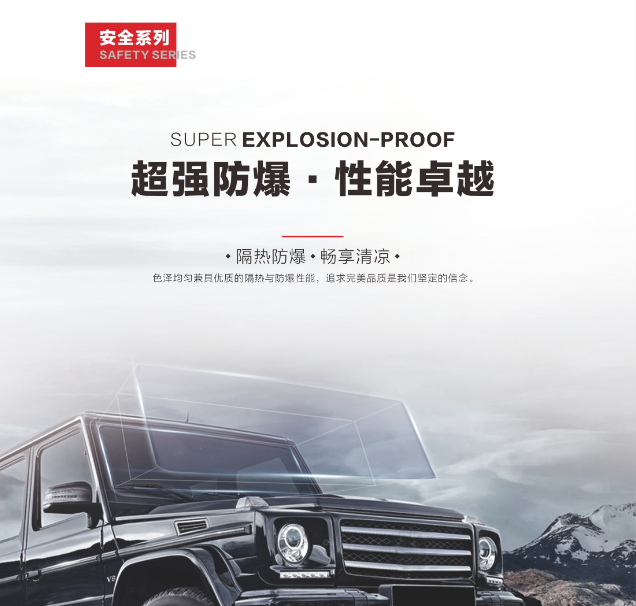 安全系列
SAFETY SERIES
SUPER EXPLOSION-PROOF
超强防爆·性能卓越
·隔热防爆·畅享清凉·
色泽均匀兼具优质的隔热与防爆性能，追求完美品质是我们坚定的信念。
V8